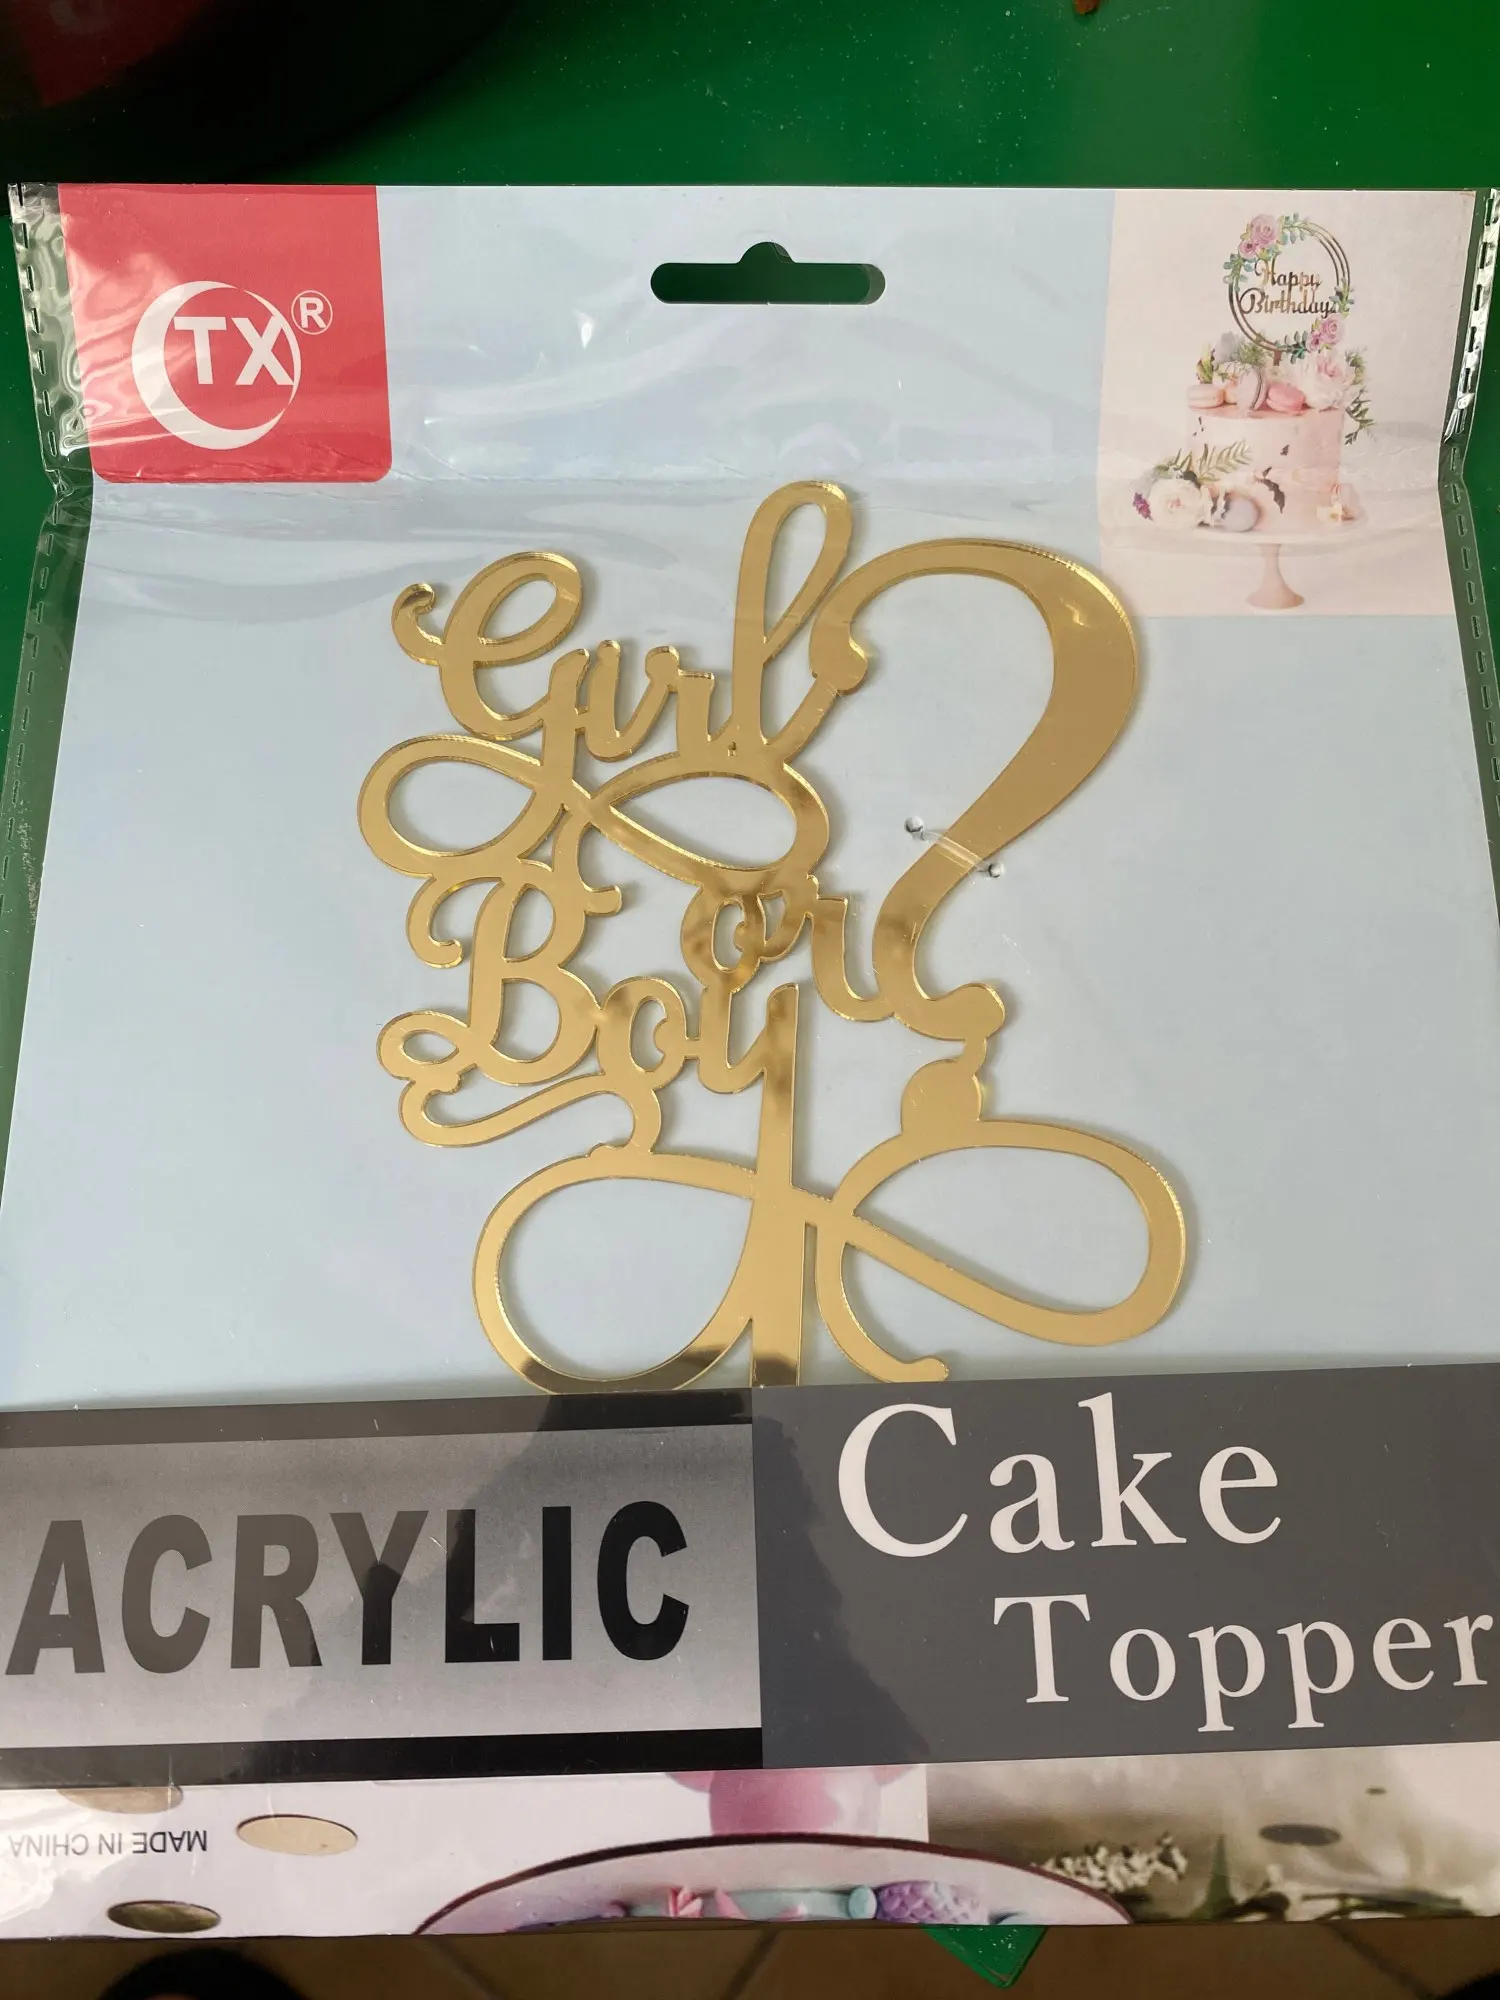 TX®
Happy
Birthday
Girl
or
Boy
?
ACRYLIC
Cake
Topper
MADE IN CHINA